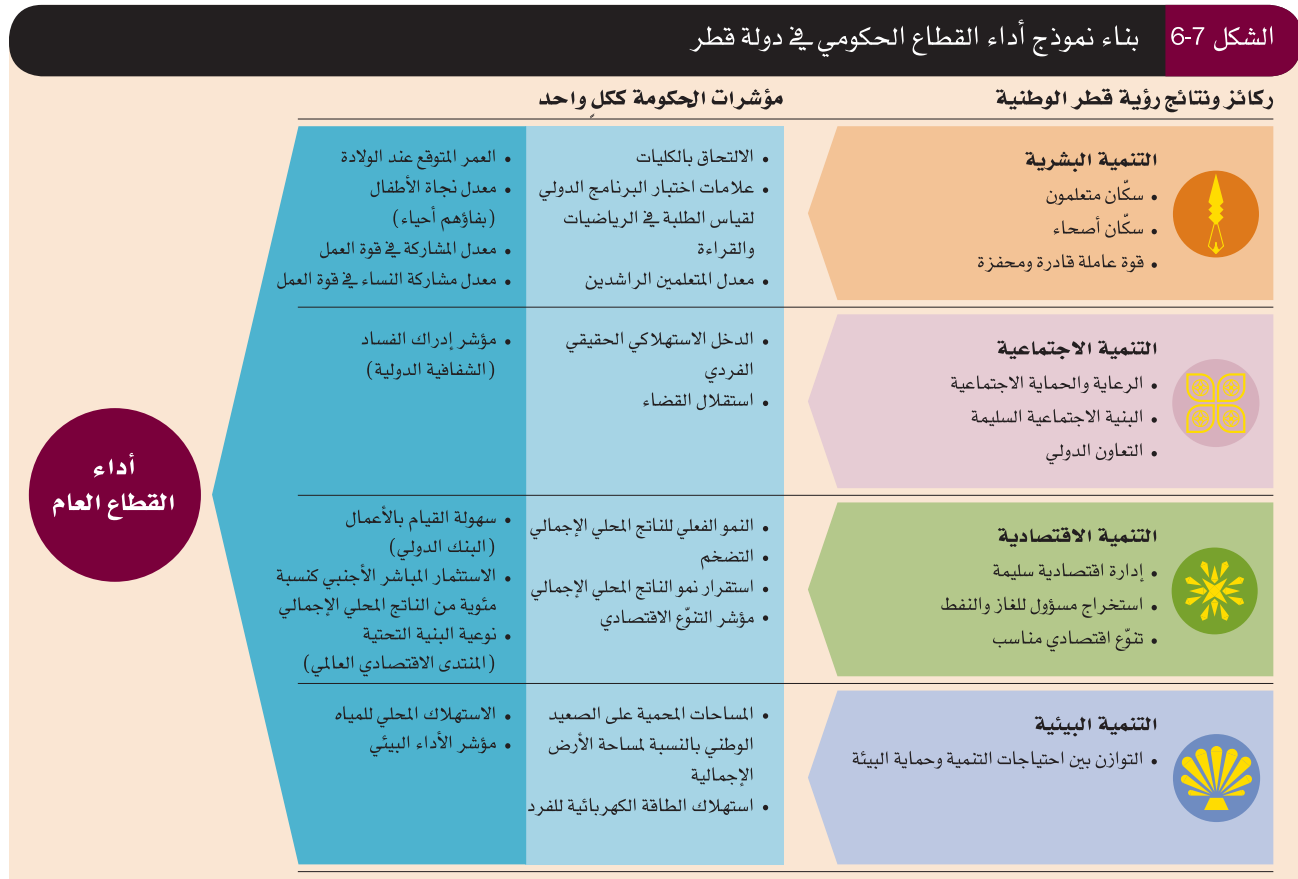 الشكل 7-6
بناء نموذج أداء القطاع الحكومي في دولة قطر
ركائز ونتائج رؤية قطر الوطنية
مؤشرات الحكومة ككلٍ واحد
التنمية البشرية
• سكّان متعلمون
• سكّان أصحاء
• قوة عاملة قادرة ومحفزة
• الالتحاق بالكليات
• علامات اختبار البرنامج الدولي
لقياس الطلبة في الرياضيات
والقراءة
• معدل المتعلمين الراشدين
• العمر المتوقع عند الولادة
• معدل نجاة الأطفال
(بفاؤهم أحياء)
• معدل المشاركة في قوة العمل
• معدل مشاركة النساء في قوة العمل
التنمية الاجتماعية
• الرعاية والحماية الاجتماعية
• البنية الاجتماعية السليمة
• التعاون الدولي
• الدخل الاستهلاكي الحقيقي
الفردي
• استقلال القضاء
• مؤشر إدراك الفساد
(الشفافية الدولية)
التنمية الاقتصادية
• إدارة اقتصادية سليمة
• استخراج مسؤول للغاز والنفط
• تنوّع اقتصادي مناسب
• النمو الفعلي للناتج المحلي الإجمالي
• التضخم
• استقرار نمو الناتج المحلي الإجمالي
• مؤشر التنوّع الاقتصادي
• سهولة القيام بالأعمال
(البنك الدولي)
• الاستثمار المباشر الأجنبي كنسبة
مئوية من الناتج المحلي الإجمالي
• نوعية البنية التحتية
(المنتدى الاقتصادي العالمي)
التنمية البيئية
• التوازن بين احتياجات التنمية وحماية البيئة
• المساحات المحمية على الصعيد
الوطني بالنسبة لمساحة الأرض
الإجمالية
• استهلاك الطاقة الكهربائية للفرد
• الاستهلاك المحلي للمياه
• مؤشر الأداء البيئي
أداء
القطاع العام